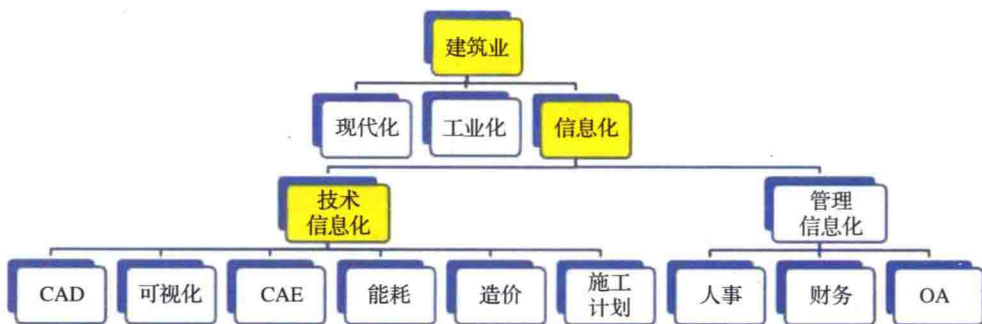 建筑业
现代化
工业化
信息化
技术
信息化
管理
信息化
CAD
可视化
CAE
能耗
造价
施工
计划
人事
财务
OA